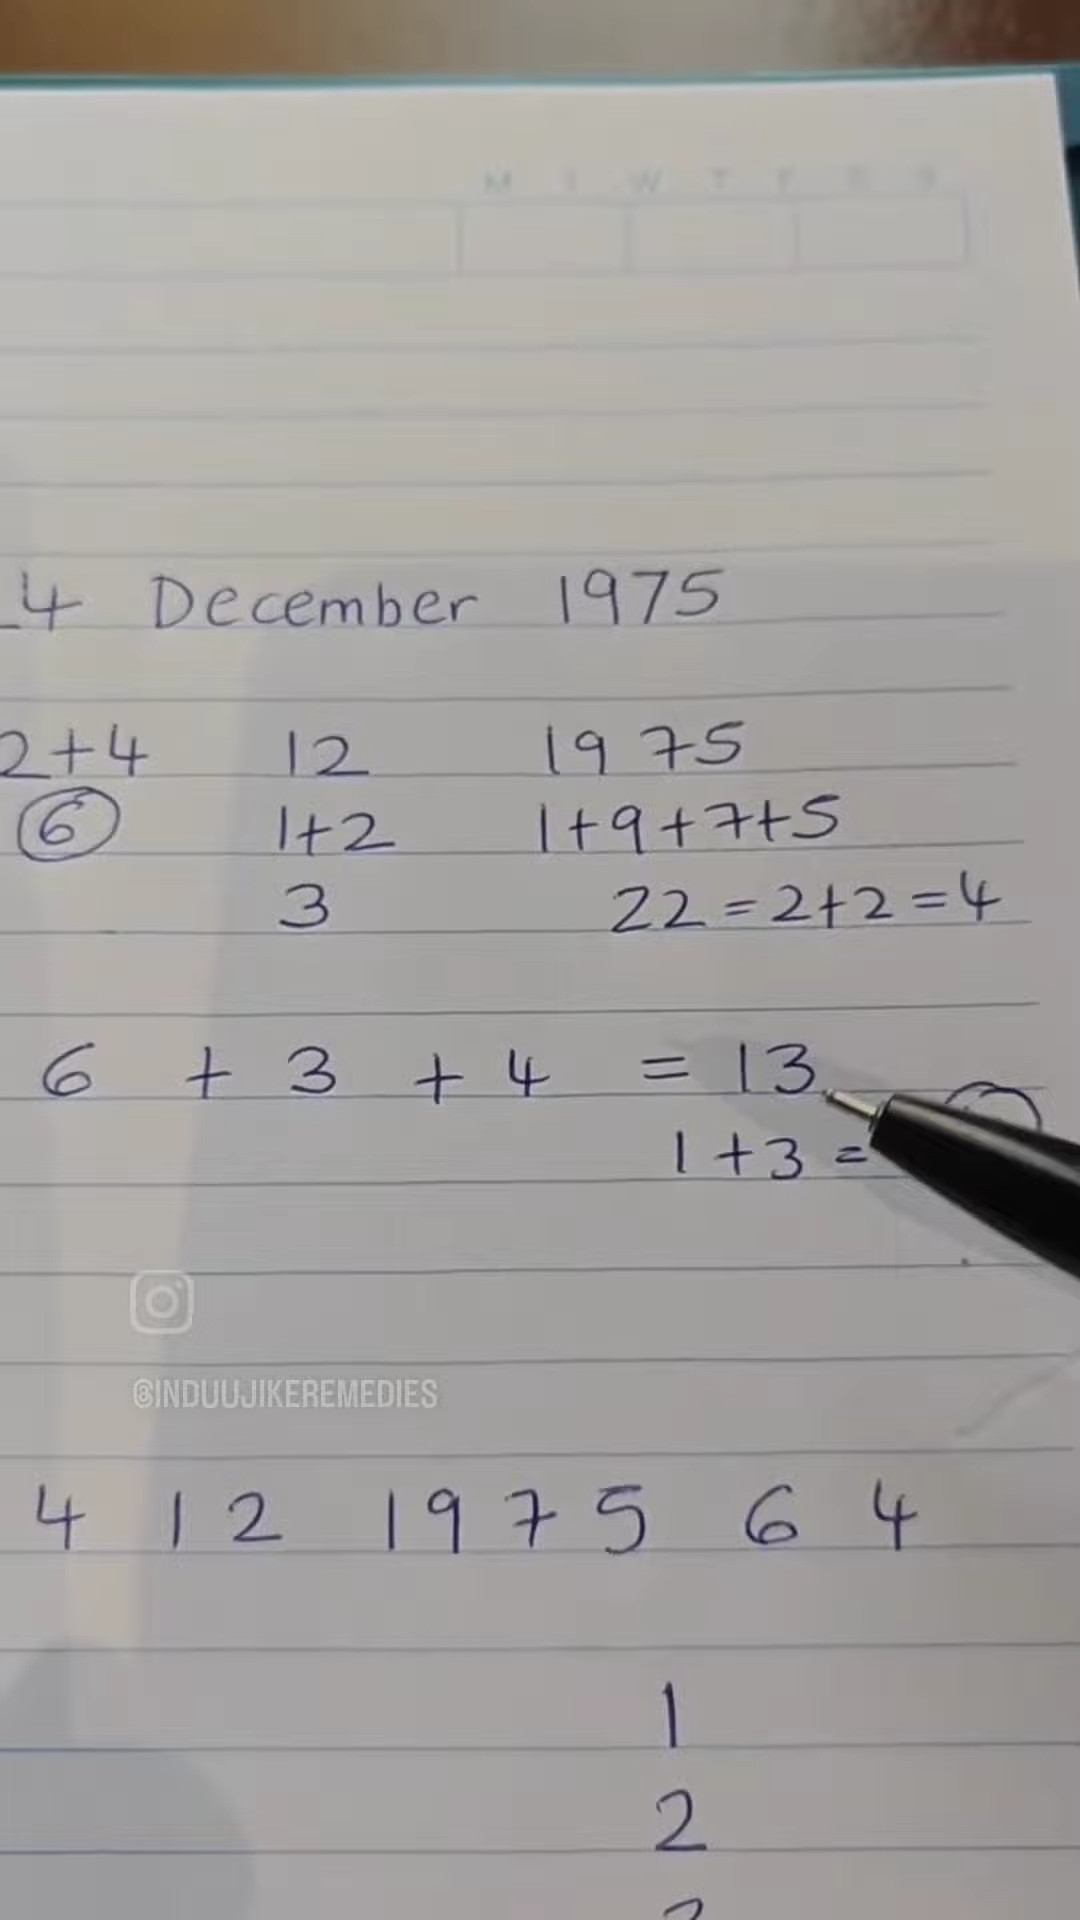 M T W T F S S
24 December 1975
2+4 12 1975
6 1+2 1+9+7+5
3 22=2+2=4
6 + 3 + 4 = 13
1+3=
@INDUUJIKEREMEDIES
4 12 1975 6 4
1
2